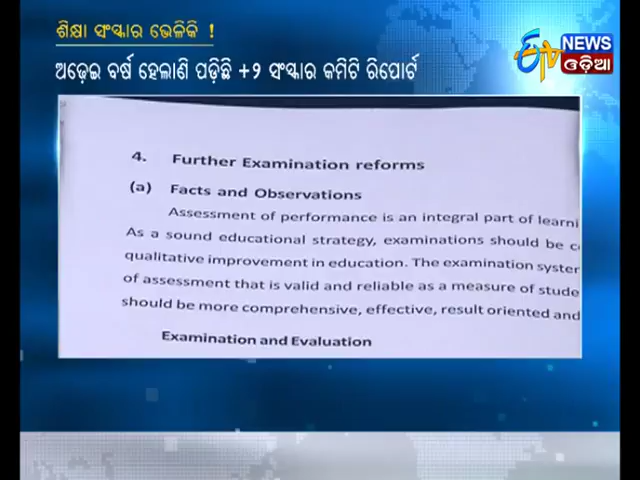 ଶିକ୍ଷା ସଂସ୍କାର ଭେଳିକି !
ଅଢ଼େଇ ବର୍ଷ ହେଲାଣି ପଡ଼ିଛି +୨ ସଂସ୍କାର କମିଟି ରିପୋର୍ଟ
ETV NEWS
ଓଡ଼ିଆ
4. Further Examination reforms
(a) Facts and Observations
Assessment of performance is an integral part of learni
As a sound educational strategy, examinations should be c
qualitative improvement in education. The examination syster
of assessment that is valid and reliable as a measure of stude
should be more comprehensive, effective, result oriented and
Examination and Evaluation